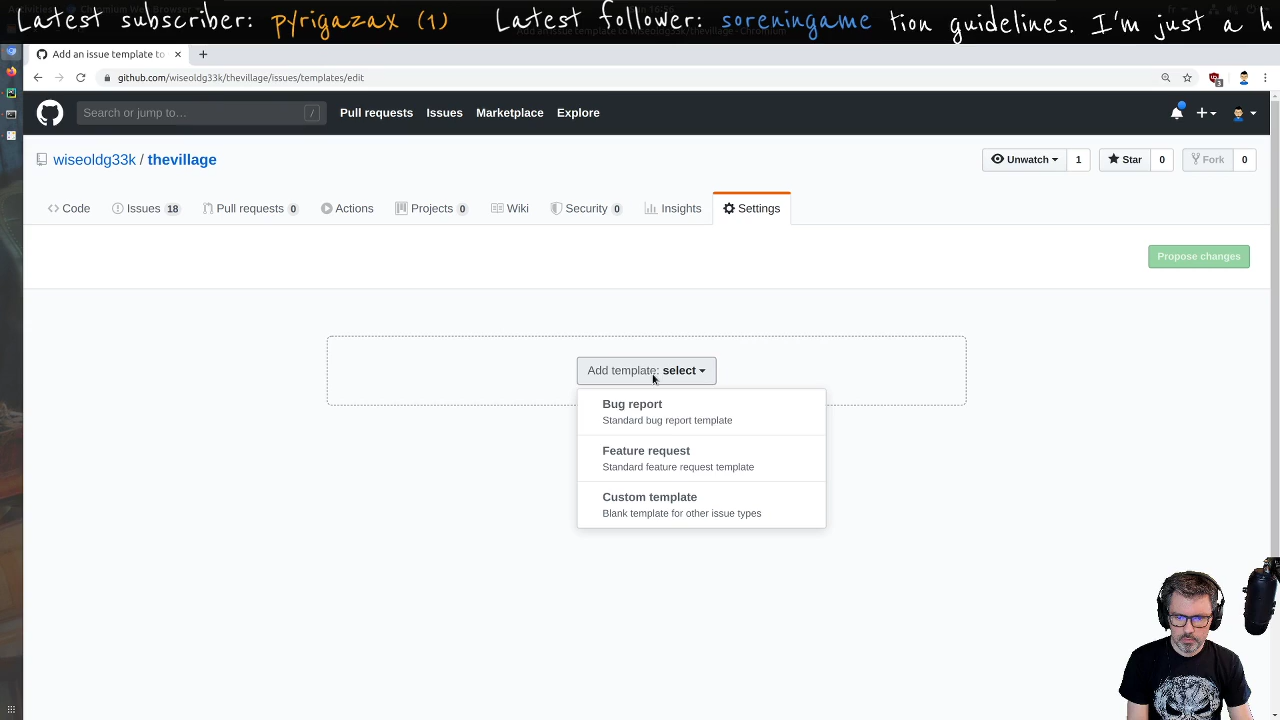 Latest subscriber: pyrigazax (1) Latest follower: soreningame tion guidelines. I'm just a h
Add an issue template to
github.com/wiseoldg33k/thevillage/issues/templates/edit
3
Search or jump to… / Pull requests Issues Marketplace Explore
wiseoldg33k / thevillage Unwatch 1 Star 0 Fork 0
Code Issues 18 Pull requests 0 Actions Projects 0 Wiki Security 0 Insights Settings
Propose changes
Add template: select
Bug report
Standard bug report template
Feature request
Standard feature request template
Custom template
Blank template for other issue types